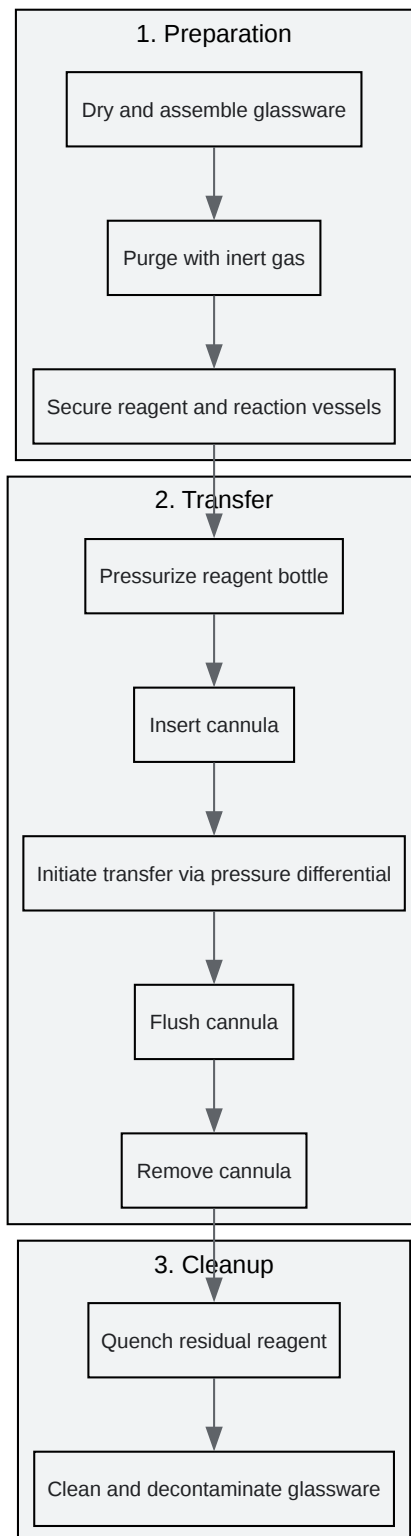 1. Preparation
Dry and assemble glassware
Purge with inert gas
Secure reagent and reaction vessels
2. Transfer
Pressurize reagent bottle
Insert cannula
Initiate transfer via pressure differential
Flush cannula
Remove cannula
3. Cleanup
Quench residual reagent
Clean and decontaminate glassware